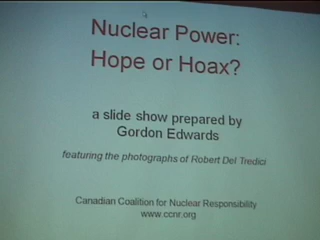 Nuclear Power:
Hope or Hoax?
a slide show prepared by
Gordon Edwards
featuring the photographs of Robert Del Tredici
Canadian Coalition for Nuclear Responsibility
www.ccnr.org